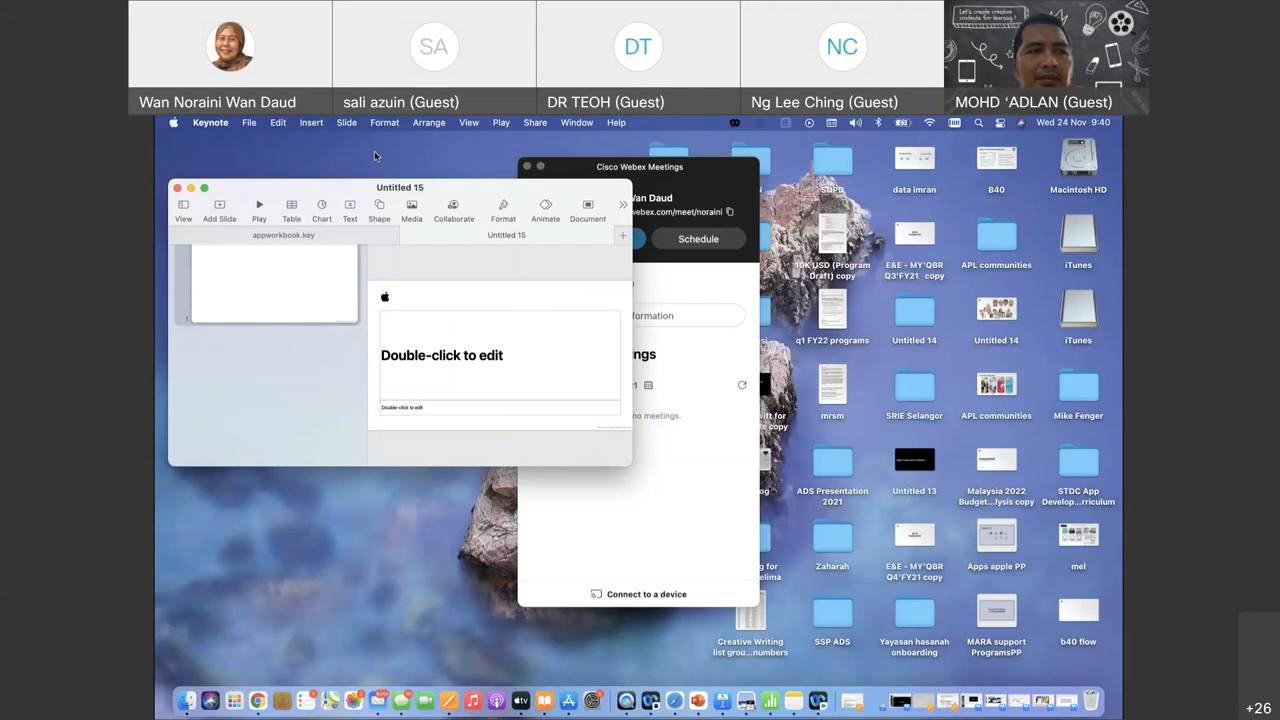 Let's create creative contents for learning!
Wan Noraini Wan Daud
sali azuin (Guest)
DR TEOH (Guest)
Ng Lee Ching (Guest)
MOHD ‘ADLAN (Guest)
SA
DT
NC
Keynote File Edit Insert Slide Format Arrange View Play Share Window Help
Wed 24 Nov 9:40
Cisco Webex Meetings
Wan Daud
webex.com/meet/noraini
Schedule
formation
ngs
no meetings.
Connect to a device
Untitled 15
View Add Slide Play Table Chart Text Shape Media Collaborate Format Animate Document
appworkbook.key
Untitled 15
1
Double-click to edit
Double-click to edit
SDPD
data imran
B40
Macintosh HD
10K USD (Program Draft) copy
E&E - MY'QBR Q3'FY21 copy
APL communities
iTunes
q1 FY22 programs
Untitled 14
Untitled 14
iTunes
mrsm
SRIE Selangor
APL communities
Mike Fenger
ADS Presentation 2021
Untitled 13
Malaysia 2022 Budget...lysis copy
STDC App Develop...rriculum
Zaharah
E&E - MY'QBR Q4'FY21 copy
Apps apple PP
mel
Creative Writing list grou...numbers
SSP ADS
Yayasan hasanah onboarding
MARA support ProgramsPP
b40 flow
+26